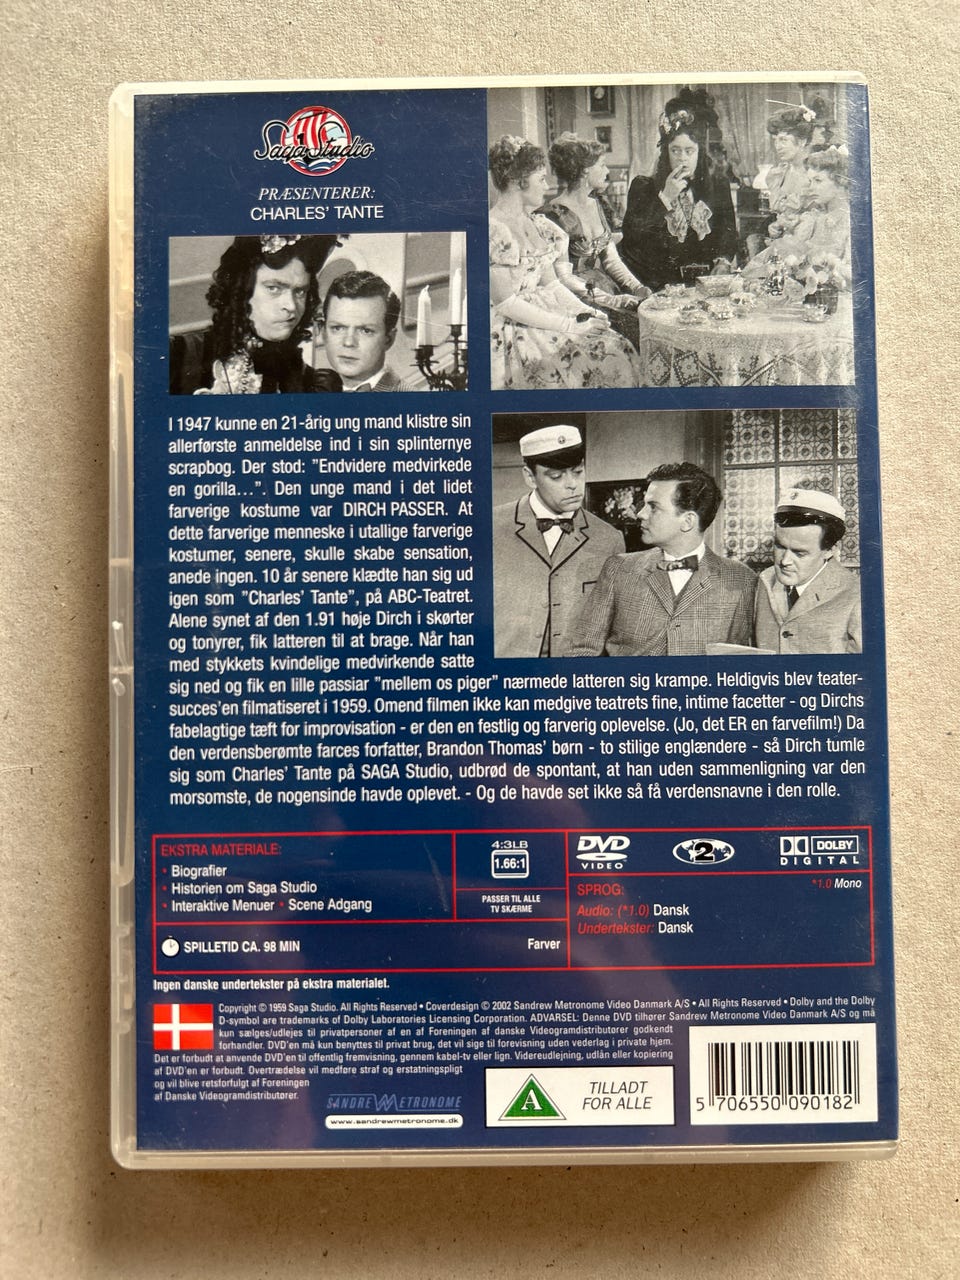 Saga Studio
PRÆSENTERER:
CHARLES' TANTE
I 1947 kunne en 21-årig ung mand klistre sin
allerførste anmeldelse ind i sin splinternye
scrapbog. Der stod: "Endvidere medvirkede
en gorilla...". Den unge mand i det lidet
farverige kostume var DIRCH PASSER. At
dette farverige menneske i utallige farverige
kostumer, senere, skulle skabe sensation,
anede ingen. 10 år senere klædte han sig ud
igen som "Charles' Tante", på ABC-Teatret.
Alene synet af den 1.91 høje Dirch i skørter
og tonyrer, fik latteren til at brage. Når han
med stykkets kvindelige medvirkende satte
sig ned og fik en lille passiar "mellem os piger" nærmede latteren sig krampe. Heldigvis blev teater-
succes'en filmatiseret i 1959. Omend filmen ikke kan medgive teatrets fine, intime facetter - og Dirchs
fabelagtige tæft for improvisation - er den en festlig og farverig oplevelse. (Jo, det ER en farvefilm!) Da
den verdensberømte farces forfatter, Brandon Thomas' børn - to stilige englændere - så Dirch tumle
sig som Charles' Tante på SAGA Studio, udbrød de spontant, at han uden sammenligning var den
morsomste, de nogensinde havde oplevet. - Og de havde set ikke så få verdensnavne i den rolle.
EKSTRA MATERIALE:
• Biografier
• Historien om Saga Studio
• Interaktive Menuer • Scene Adgang
SPILLETID CA. 98 MIN
Farver
4:3LB
1.66:1
PASSER TIL ALLE
TV SKÆRME
DVD
VIDEO
2
DOLBY
DIGITAL
*1.0 Mono
SPROG:
Audio: (*1.0) Dansk
Undertekster: Dansk
Ingen danske undertekster på ekstra materialet.
Copyright © 1959 Saga Studio. All Rights Reserved • Coverdesign © 2002 Sandrew Metronome Video Danmark A/S • All Rights Reserved • Dolby and the Dolby
D-symbol are trademarks of Dolby Laboratories Licensing Corporation. ADVARSEL: Denne DVD tilhører Sandrew Metronome Video Danmark A/S og må
kun sælges/udlejes til privatpersoner af en af Foreningen af danske Videogramdistributører godkendt
forhandler. DVD'en må kun benyttes til privat brug, det vil sige til forevisning uden vederlag i private hjem.
Det er forbudt at anvende DVD'en til offentlig fremvisning, gennem kabel-tv eller lign. Videreudlejning, udlån eller kopiering
af DVD'en er forbudt. Overtrædelse vil medføre straf og erstatningspligt
og vil blive retsforfulgt af Foreningen
af Danske Videogramdistributører.
SANDREW METRONOME
www.sandrewmetronome.dk
A
TILLADT
FOR ALLE
5 706550 090182